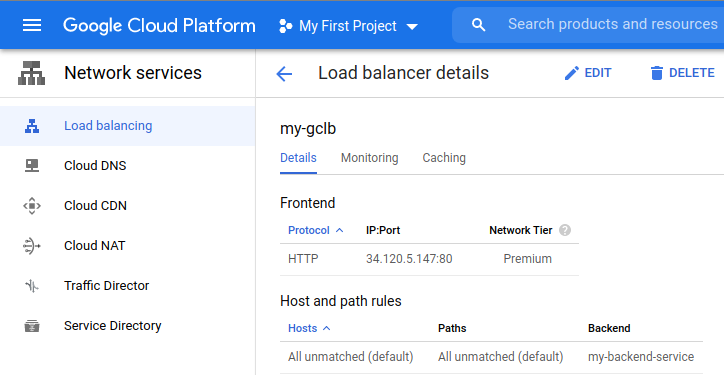 Google Cloud Platform My First Project Search products and resources
Network services Load balancer details EDIT DELETE
Load balancing
Cloud DNS
Cloud CDN
Cloud NAT
Traffic Director
Service Directory
my-gclb
Details Monitoring Caching
Frontend
Protocol IP:Port Network Tier ?
HTTP 34.120.5.147:80 Premium
Host and path rules
Hosts Paths Backend
All unmatched (default) All unmatched (default) my-backend-service